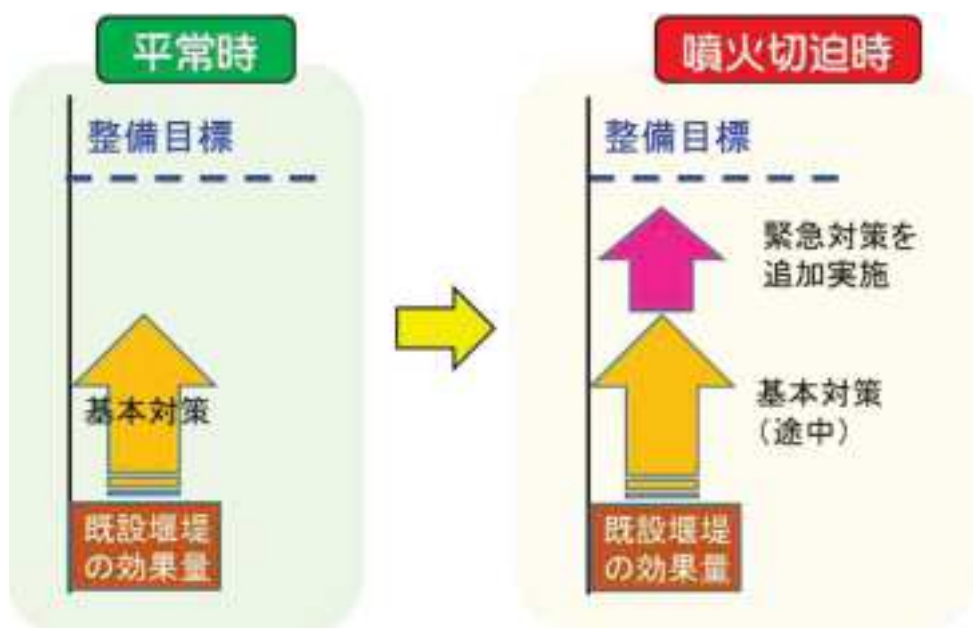 平常時
整備目標
基本対策
既設堰堤
の効果量
噴火切迫時
整備目標
緊急対策を
追加実施
基本対策
(途中)
既設堰堤
の効果量